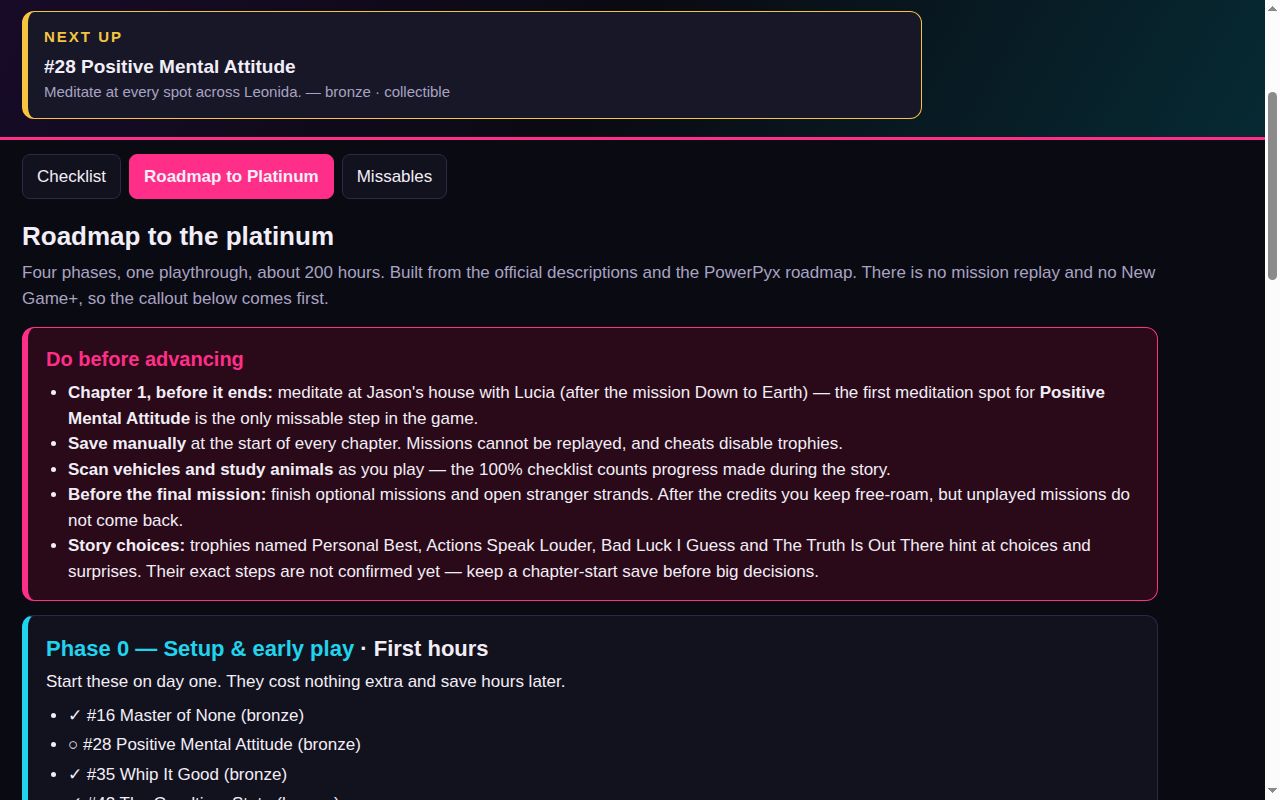 NEXT UP
#28 Positive Mental Attitude
Meditate at every spot across Leonida. — bronze · collectible
Checklist
Roadmap to Platinum
Missables
Roadmap to the platinum
Four phases, one playthrough, about 200 hours. Built from the official descriptions and the PowerPyx roadmap. There is no mission replay and no New
Game+, so the callout below comes first.
Do before advancing
• Chapter 1, before it ends: meditate at Jason's house with Lucia (after the mission Down to Earth) — the first meditation spot for Positive
Mental Attitude is the only missable step in the game.
• Save manually at the start of every chapter. Missions cannot be replayed, and cheats disable trophies.
• Scan vehicles and study animals as you play — the 100% checklist counts progress made during the story.
• Before the final mission: finish optional missions and open stranger strands. After the credits you keep free-roam, but unplayed missions do
not come back.
• Story choices: trophies named Personal Best, Actions Speak Louder, Bad Luck I Guess and The Truth Is Out There hint at choices and
surprises. Their exact steps are not confirmed yet — keep a chapter-start save before big decisions.
Phase 0 — Setup & early play · First hours
Start these on day one. They cost nothing extra and save hours later.
• ✓ #16 Master of None (bronze)
• ○ #28 Positive Mental Attitude (bronze)
• ✓ #35 Whip It Good (bronze)